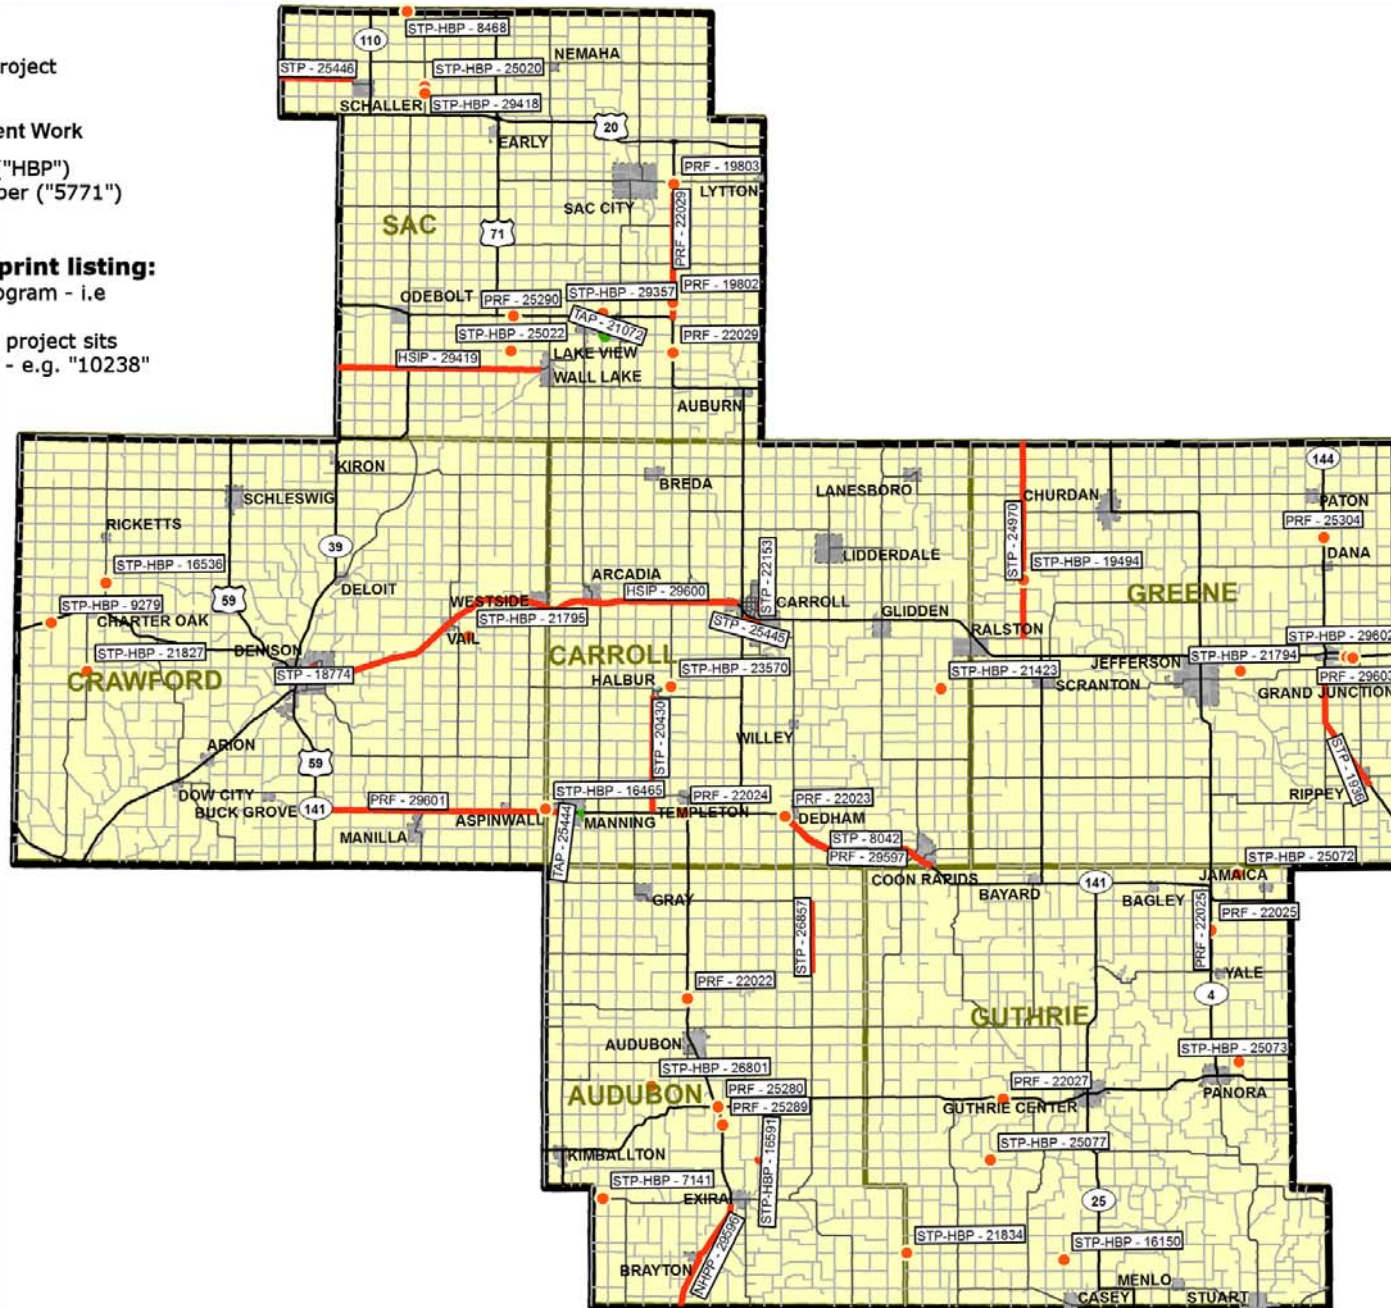 roject
ent Work
("HBP")
ber ("5771")
print listing:
ogram - i.e
project sits
- e.g. "10238"
STP-HBP - 8468
110
NEMAHA
STP - 25446
STP-HBP - 25020
SCHALLER
STP-HBP - 29418
20
EARLY
PRF - 19803
LYTTON
SAC CITY
PRF - 22029
SAC
71
PRF - 19802
ODEBOLT
PRF - 25290
STP-HBP - 29357
TAP - 21072
STP-HBP - 25022
PRF - 22029
HSIP - 29419
LAKE VIEW
WALL LAKE
AUBURN
KIRON
BREDA
LANESBORO
CHURDAN
144
SCHLESWIG
PATON
RICKETTS
PRF - 25304
STP - 24970
39
STP - 22153
LIDDERDALE
DANA
STP-HBP - 16536
STP-HBP - 19494
ARCADIA
DELOIT
HSIP - 29600
GREENE
59
WESTSIDE
CARROLL
STP-HBP - 9279
GLIDDEN
CHARTER OAK
STP-HBP - 21795
STP - 25445
RALSTON
STP-HBP - 29602
VAIL
STP-HBP - 21827
DENISON
CARROLL
STP-HBP - 21794
JEFFERSON
STP-HBP - 23570
STP-HBP - 21423
STP - 18774
PRF - 29603
CRAWFORD
HALBUR
SCRANTON
GRAND JUNCTION
STP - 20430
WILLEY
ARION
59
STP - 1936
DOW CITY
STP-HBP - 16465
PRF - 22024
PRF - 22023
RIPPEY
BUCK GROVE
141
PRF - 29601
ASPINWALL
MANNING
TEMPLETON
DEDHAM
MANILLA
STP - 8042
TAP - 25444
PRF - 29597
STP-HBP - 25072
COON RAPIDS
JAMAICA
141
BAYARD
BAGLEY
GRAY
STP - 26857
PRF - 22025
PRF - 22025
YALE
PRF - 22022
4
GUTHRIE
AUDUBON
STP-HBP - 25073
STP-HBP - 26801
PRF - 22027
AUDUBON
PRF - 25280
PANORA
PRF - 25289
GUTHRIE CENTER
STP-HBP - 16591
STP-HBP - 25077
KIMBALLTON
STP-HBP - 7141
EXIRA
25
NHPP - 29596
STP-HBP - 21834
STP-HBP - 16150
BRAYTON
MENLO
CASEY
STUART